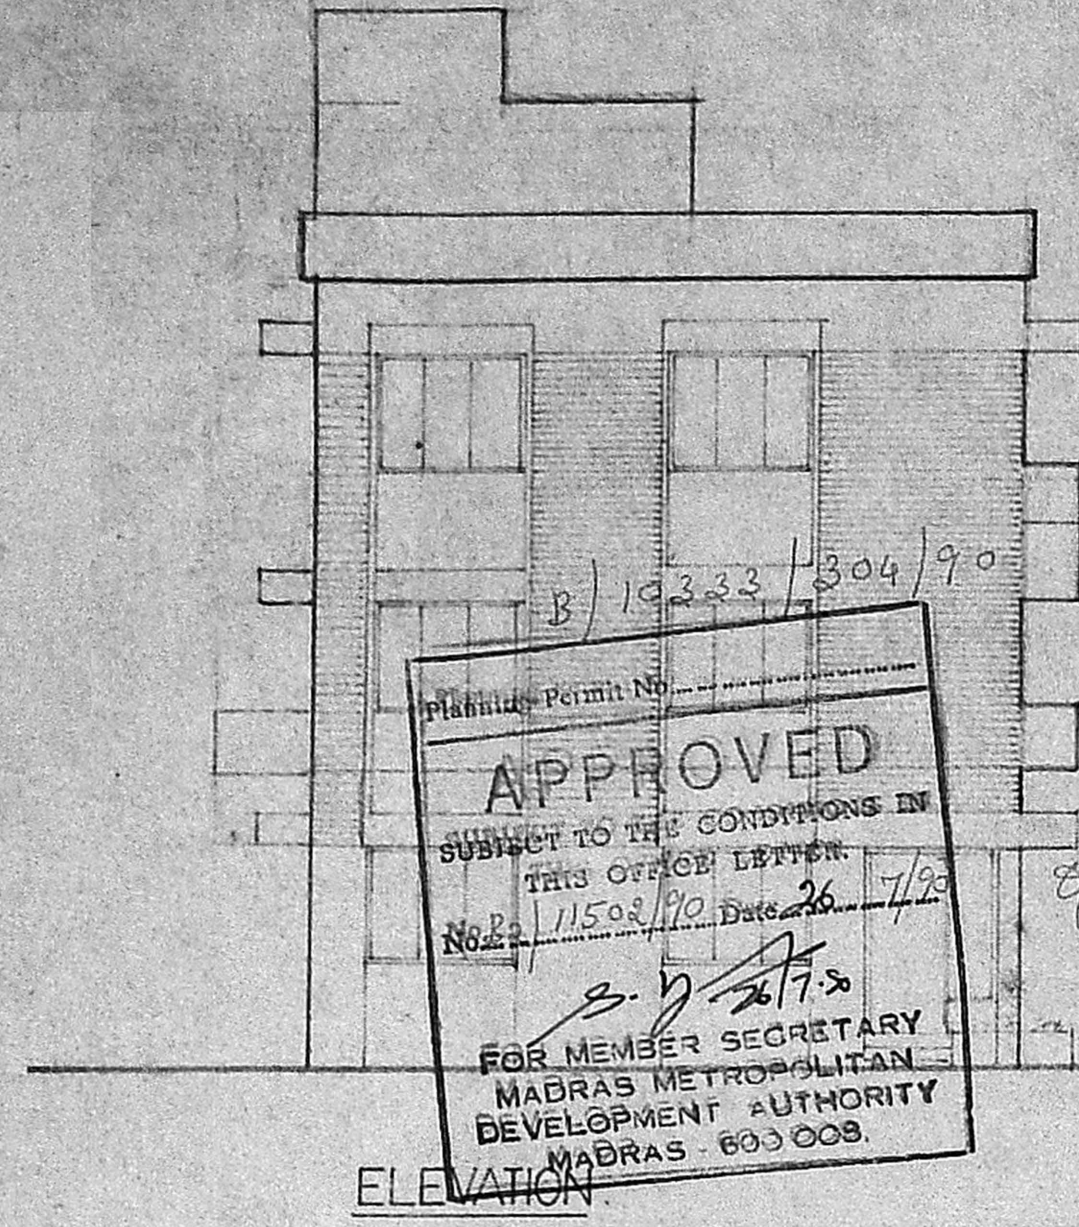 B/10333/304/90
Planning Permit No.
APPROVED
SUBJECT TO THE CONDITIONS IN
THIS OFFICE LETTER.
No. /11502/90 Date 26 7/90
26/7.90
FOR MEMBER SECRETARY
MADRAS METROPOLITAN
DEVELOPMENT AUTHORITY
MADRAS - 600 008.
ELEVATION.